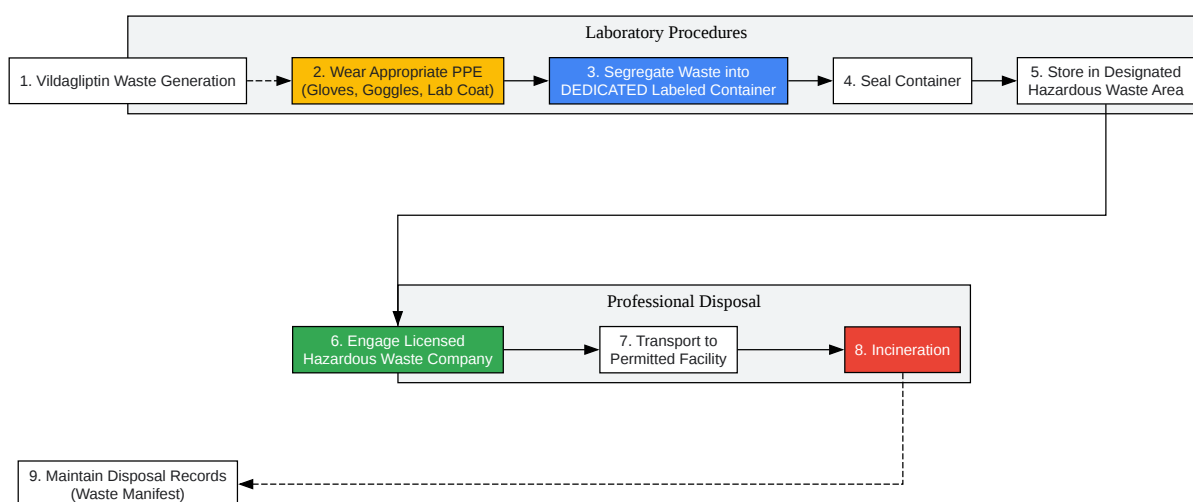 Laboratory Procedures
1. Vildagliptin Waste Generation
2. Wear Appropriate PPE
(Gloves, Goggles, Lab Coat)
3. Segregate Waste into
DEDICATED Labeled Container
4. Seal Container
5. Store in Designated
Hazardous Waste Area
Professional Disposal
6. Engage Licensed
Hazardous Waste Company
7. Transport to
Permitted Facility
8. Incineration
9. Maintain Disposal Records
(Waste Manifest)